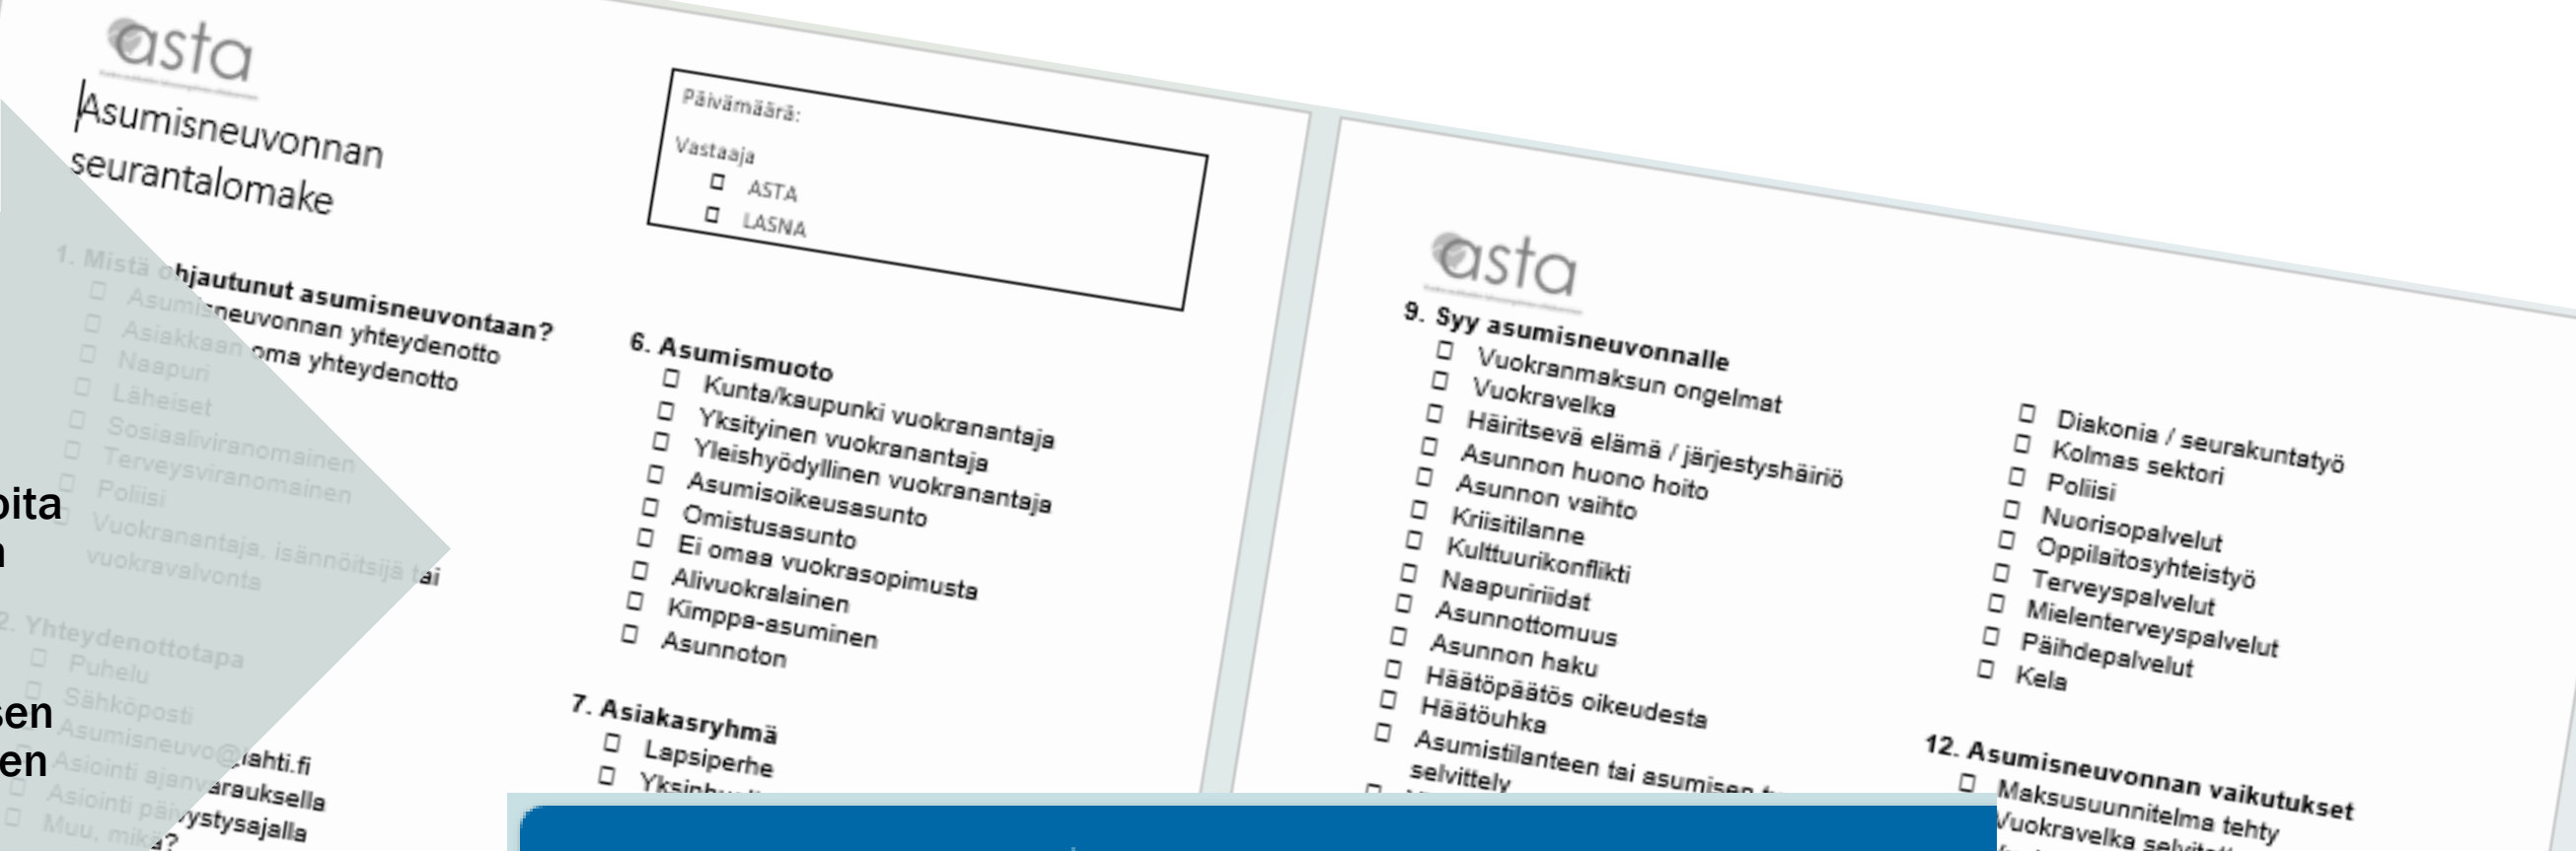 asta
Asumisneuvonnan
seurantalomake
Päivämäärä:
Vastaaja
ASTA
LASNA
1. Mistä ohjautunut asumisneuvontaan?
Asumisneuvonnan yhteydenotto
Asiakkaan oma yhteydenotto
Naapuri
Läheiset
Sosiaaliviranomainen
Terveysviranomainen
Poliisi
Vuokranantaja, isännöitsijä tai
vuokravalvonta
2. Yhteydenottotapa
Puhelu
Sähköposti
Asumisneuvo@lahti.fi
Asiointi ajanvarauksella
Asiointi päivystysajalla
Muu, mikä?
oita
sen
en
6. Asumismuoto
Kunta/kaupunki vuokranantaja
Yksityinen vuokranantaja
Yleishyödyllinen vuokranantaja
Asumisoikeusasunto
Omistusasunto
Ei omaa vuokrasopimusta
Alivuokralainen
Kimppa-asuminen
Asunnoton
7. Asiakasryhmä
Lapsiperhe
asta
9. Syy asumisneuvonnalle
Vuokranmaksun ongelmat
Vuokravelka
Häiritsevä elämä / järjestyshäiriö
Asunnon huono hoito
Asunnon vaihto
Kriisitilanne
Kulttuurikonflikti
Naapuririidat
Asunnottomuus
Asunnon haku
Häätöpäätös oikeudesta
Häätöuhka
Asumistilanteen tai asumisen
selvittely
Diakonia / seurakuntatyö
Kolmas sektori
Poliisi
Nuorisopalvelut
Oppilaitosyhteistyö
Terveyspalvelut
Mielenterveyspalvelut
Päihdepalvelut
Kela
12. Asumisneuvonnan vaikutukset
Maksusuunnitelma tehty
Vuokravelka